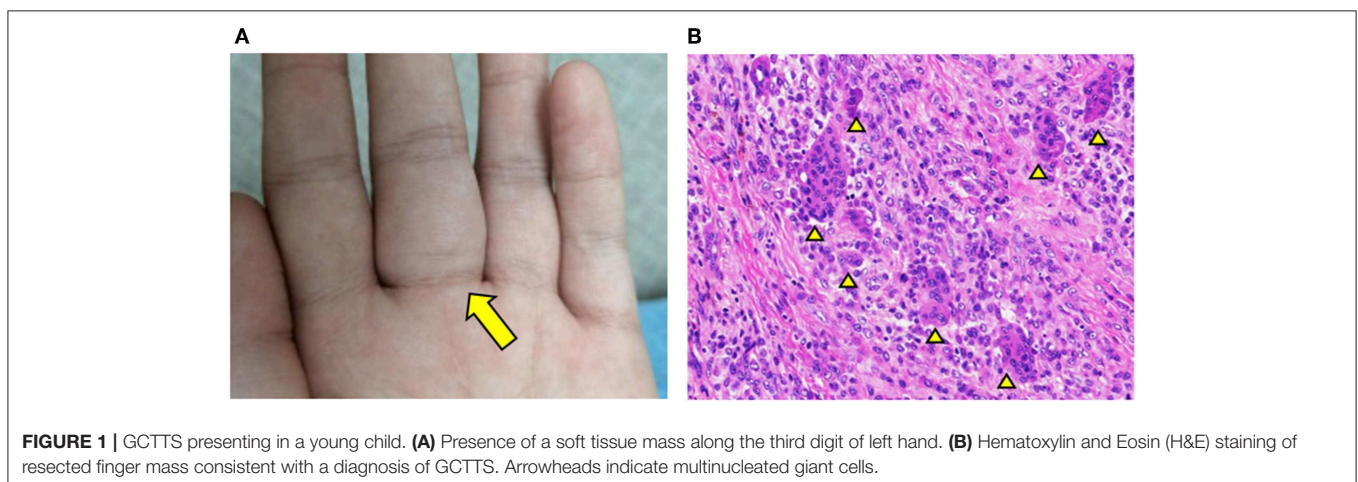 A
B
FIGURE 1 | GCTTS presenting in a young child. (A) Presence of a soft tissue mass along the third digit of left hand. (B) Hematoxylin and Eosin (H&E) staining of
resected finger mass consistent with a diagnosis of GCTTS. Arrowheads indicate multinucleated giant cells.